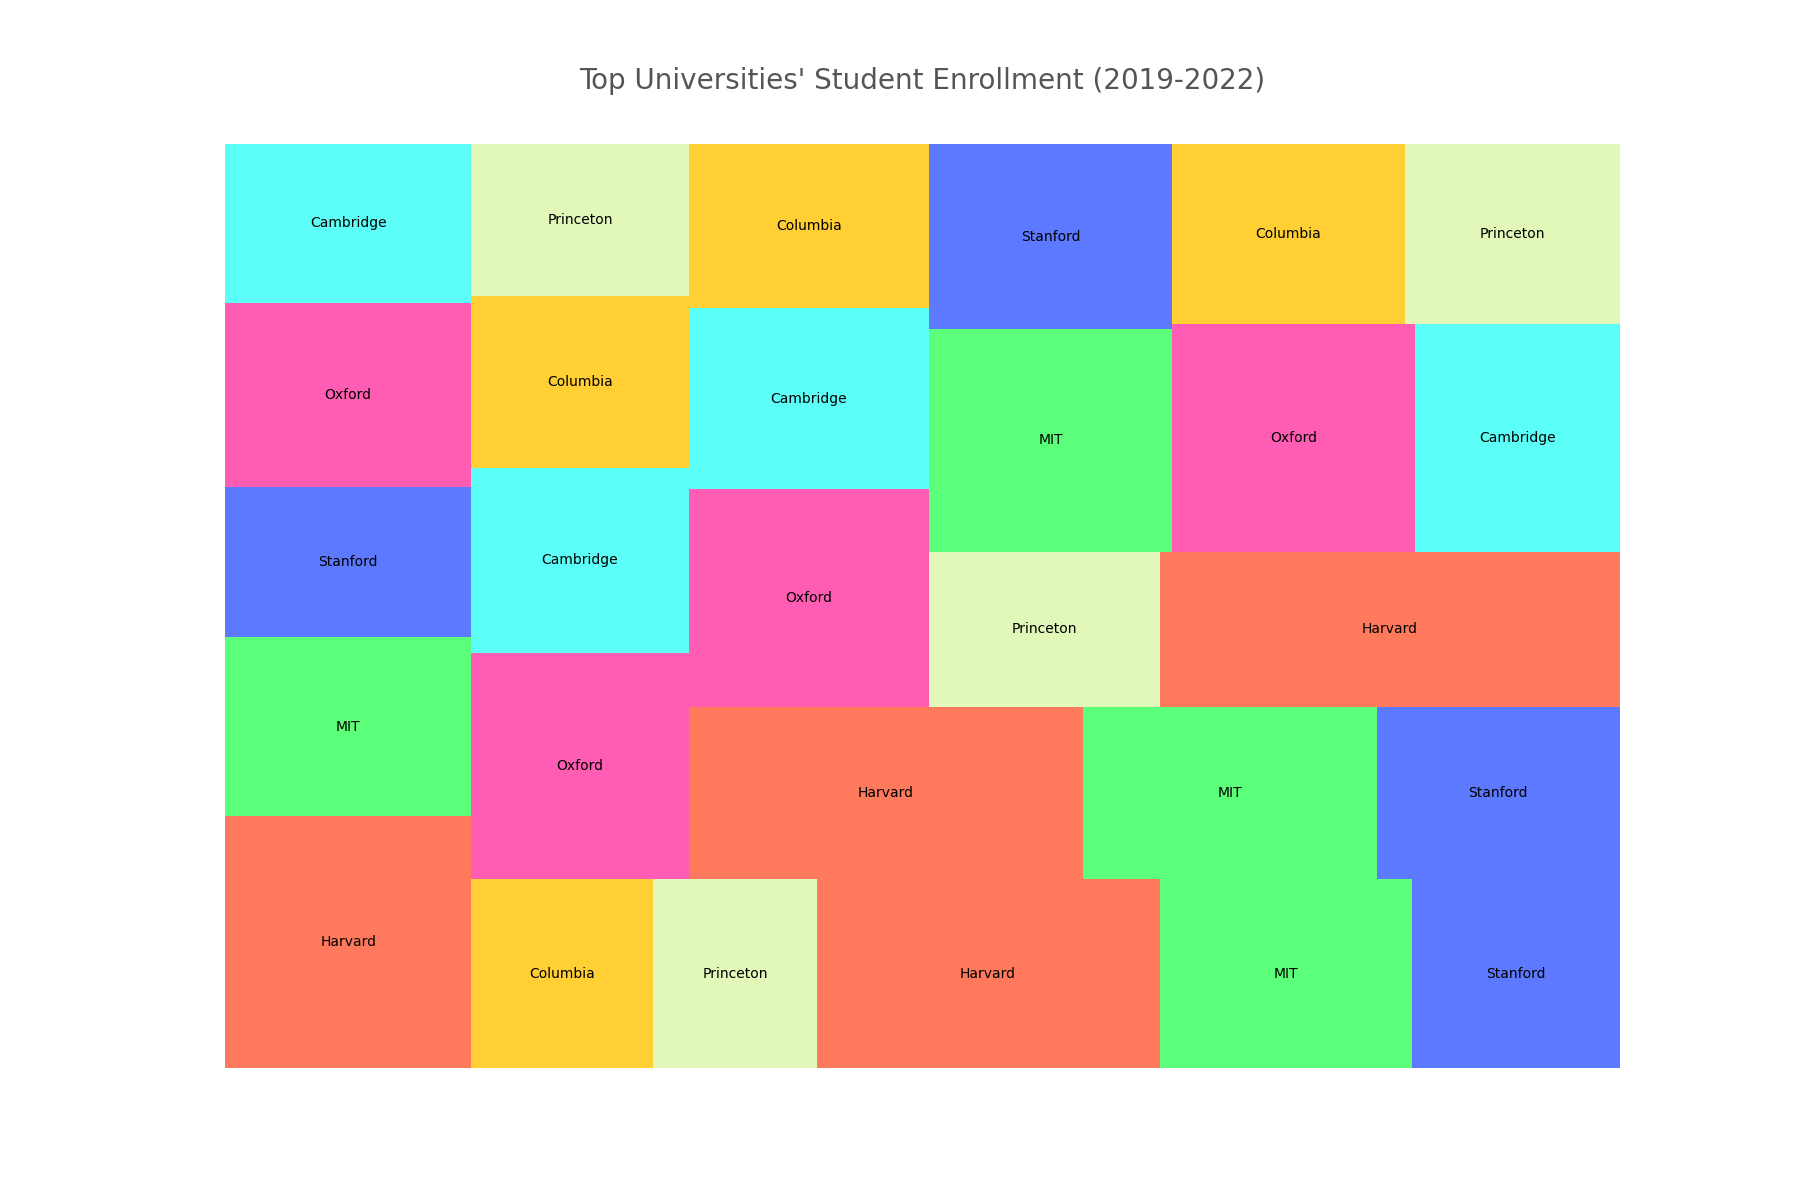 Top Universities' Student Enrollment (2019-2022)
Cambridge
Princeton
Columbia
Stanford
Columbia
Princeton
Oxford
Columbia
Cambridge
MIT
Oxford
Cambridge
Stanford
Cambridge
Oxford
Princeton
Harvard
MIT
Oxford
Harvard
MIT
Stanford
Harvard
Columbia
Princeton
Harvard
MIT
Stanford